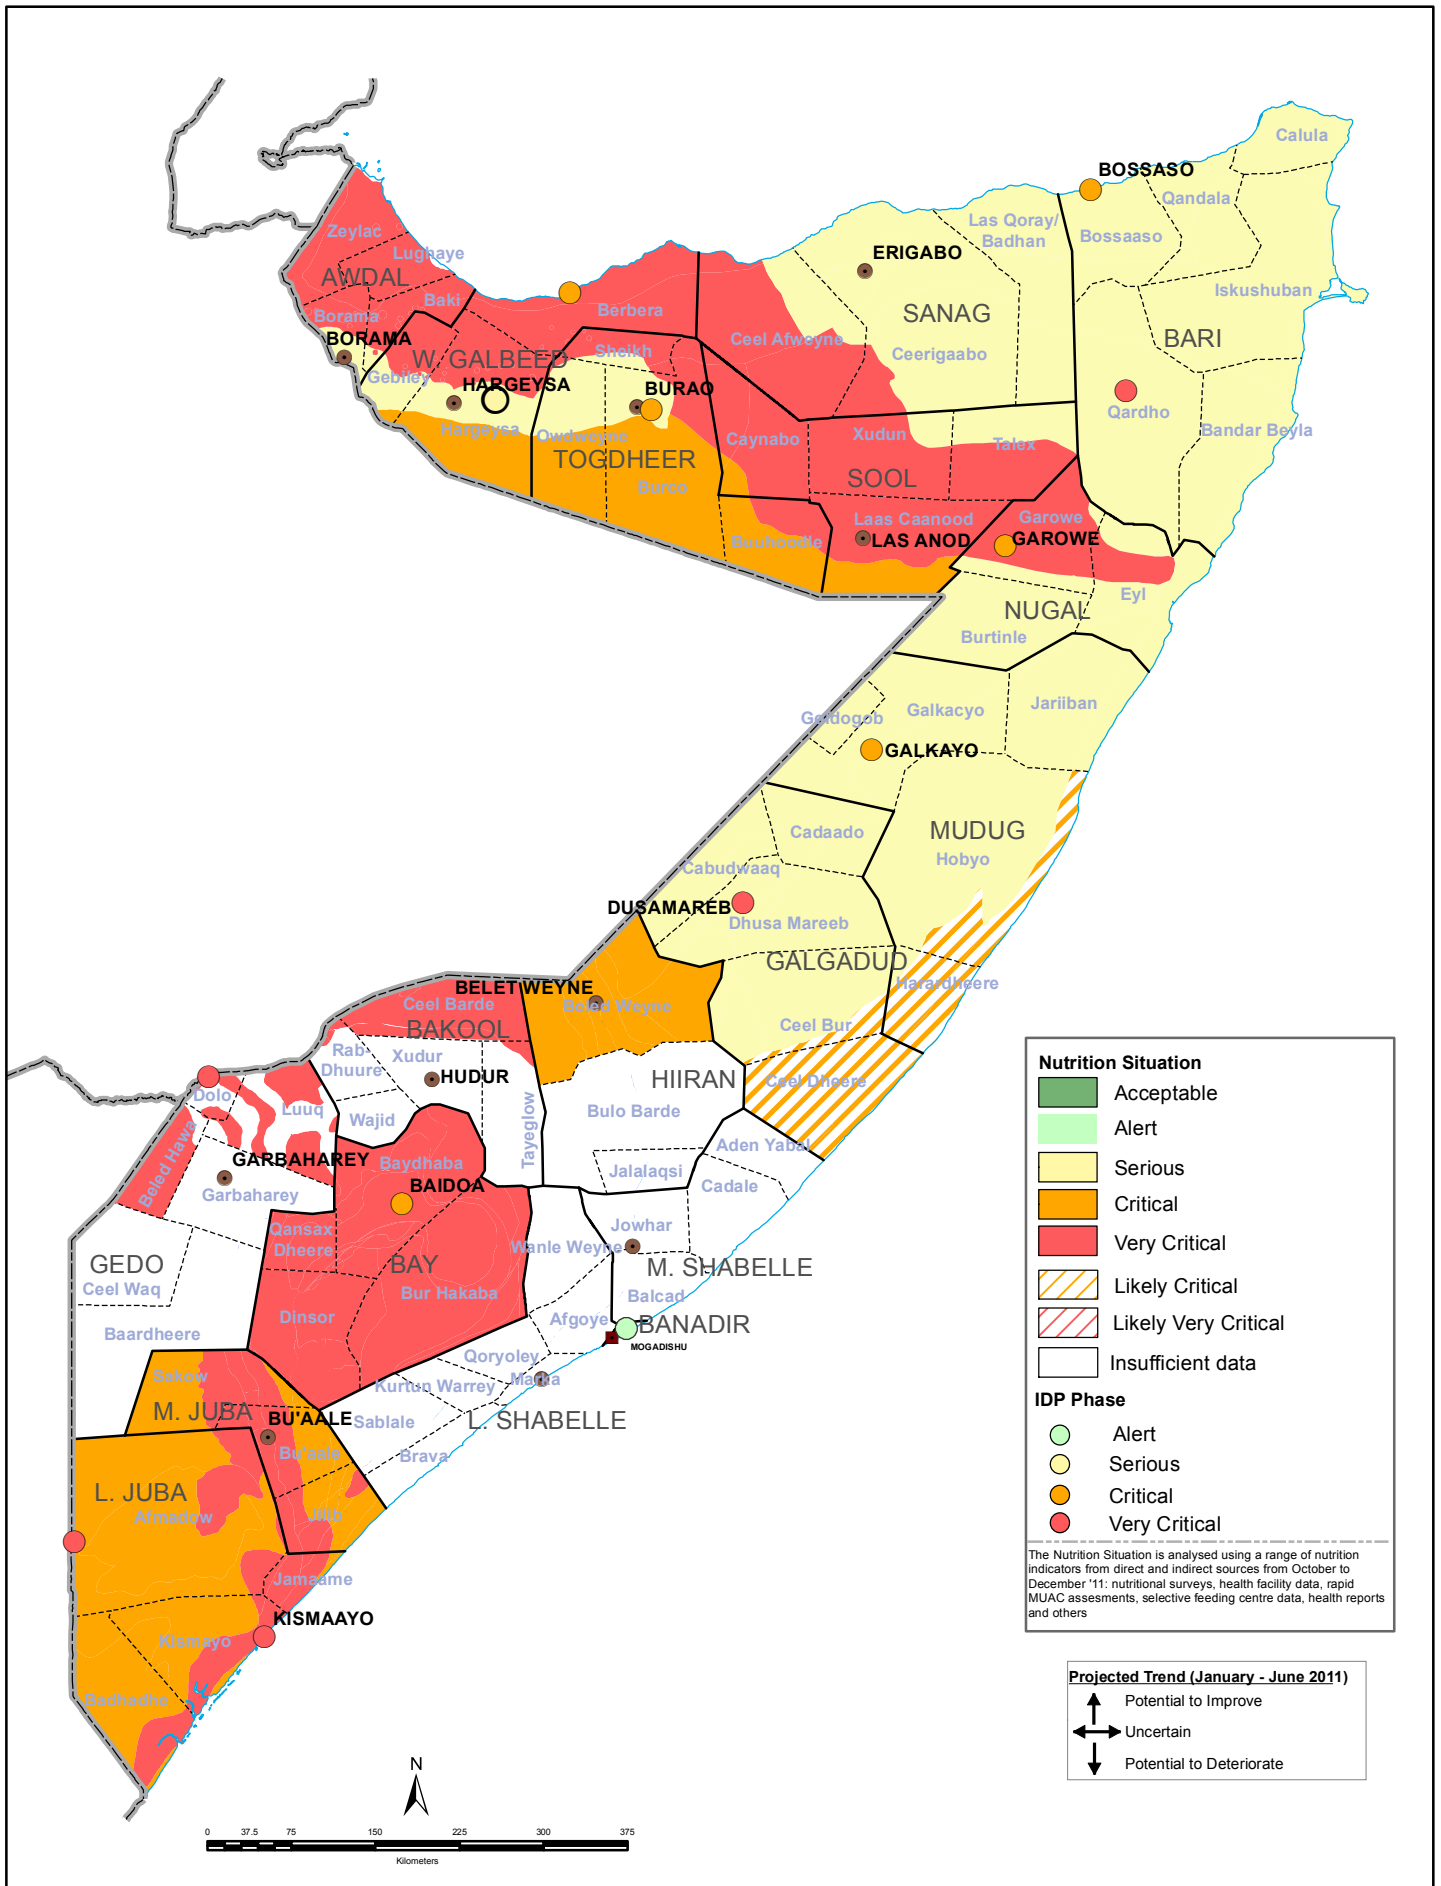 Calula
BOSSASO
Qandala
Las Qoray/
Badhan
Bossaaso
Zeylac
Lughaye
ERIGABO
AWDAL
Iskushuban
Baki
Berbera
SANAG
Borama
BORAMA
Ceel Afweyne
BARI
Sheikh
W. GALBEED
Ceerigaabo
Gebiley
HARGEYSA
BURAO
Qardho
Hargeysa
Owdweyne
Caynabo
Xudun
Talex
Bandar Beyla
TOGDHEER
SOOL
Burco
Laas Caanood
Garowe
Buuhoodle
LAS ANOD
GAROWE
Eyl
NUGAL
Burtinle
Jariiban
Galkacyo
Goldogob
GALKAYO
MUDUG
Cadaado
Hobyo
Cabudwaaq
DUSAMAREB
Dhusa Mareeb
GALGADUD
Harardheere
BELET WEYNE
Ceel Barde
Beled Weyne
BAKOOL
Ceel Bur
Rab-
Dhuure
Xudur
HUDUR
HIIRAN
Ceel Dheere
Dolo
Luuq
Wajid
Tayeglow
Bulo Barde
Aden Yabal
Beled Hawa
GARBAHAREY
Baydhaba
Jalalaqsi
Garbaharey
BAIDOA
Cadale
Qansax
Dheere
Jowhar
Wanle Weyne
GEDO
BAY
M. SHABELLE
Ceel Waq
Bur Hakaba
Balcad
Dinsor
Afgoye
BANADIR
Baardheere
MOGADISHU
Qoryoley
Sakow
Kurtun Warrey
Marka
M. JUBA
BU'AALE
Sablale
L. SHABELLE
Bu'aale
Brava
L. JUBA
Afmadow
Jilib
Jamaame
KISMAAYO
Kismayo
Badhadhe
Nutrition Situation
Acceptable
Alert
Serious
Critical
Very Critical
Likely Critical
Likely Very Critical
Insufficient data
IDP Phase
Alert
Serious
Critical
Very Critical
The Nutrition Situation is analysed using a range of nutrition
indicators from direct and indirect sources from October to
December '11: nutritional surveys, health facility data, rapid
MUAC assesments, selective feeding centre data, health reports
and others
Projected Trend (January - June 2011)
Potential to Improve
Uncertain
Potential to Deteriorate
N
0 37.5 75 150 225 300 375
Kilometers